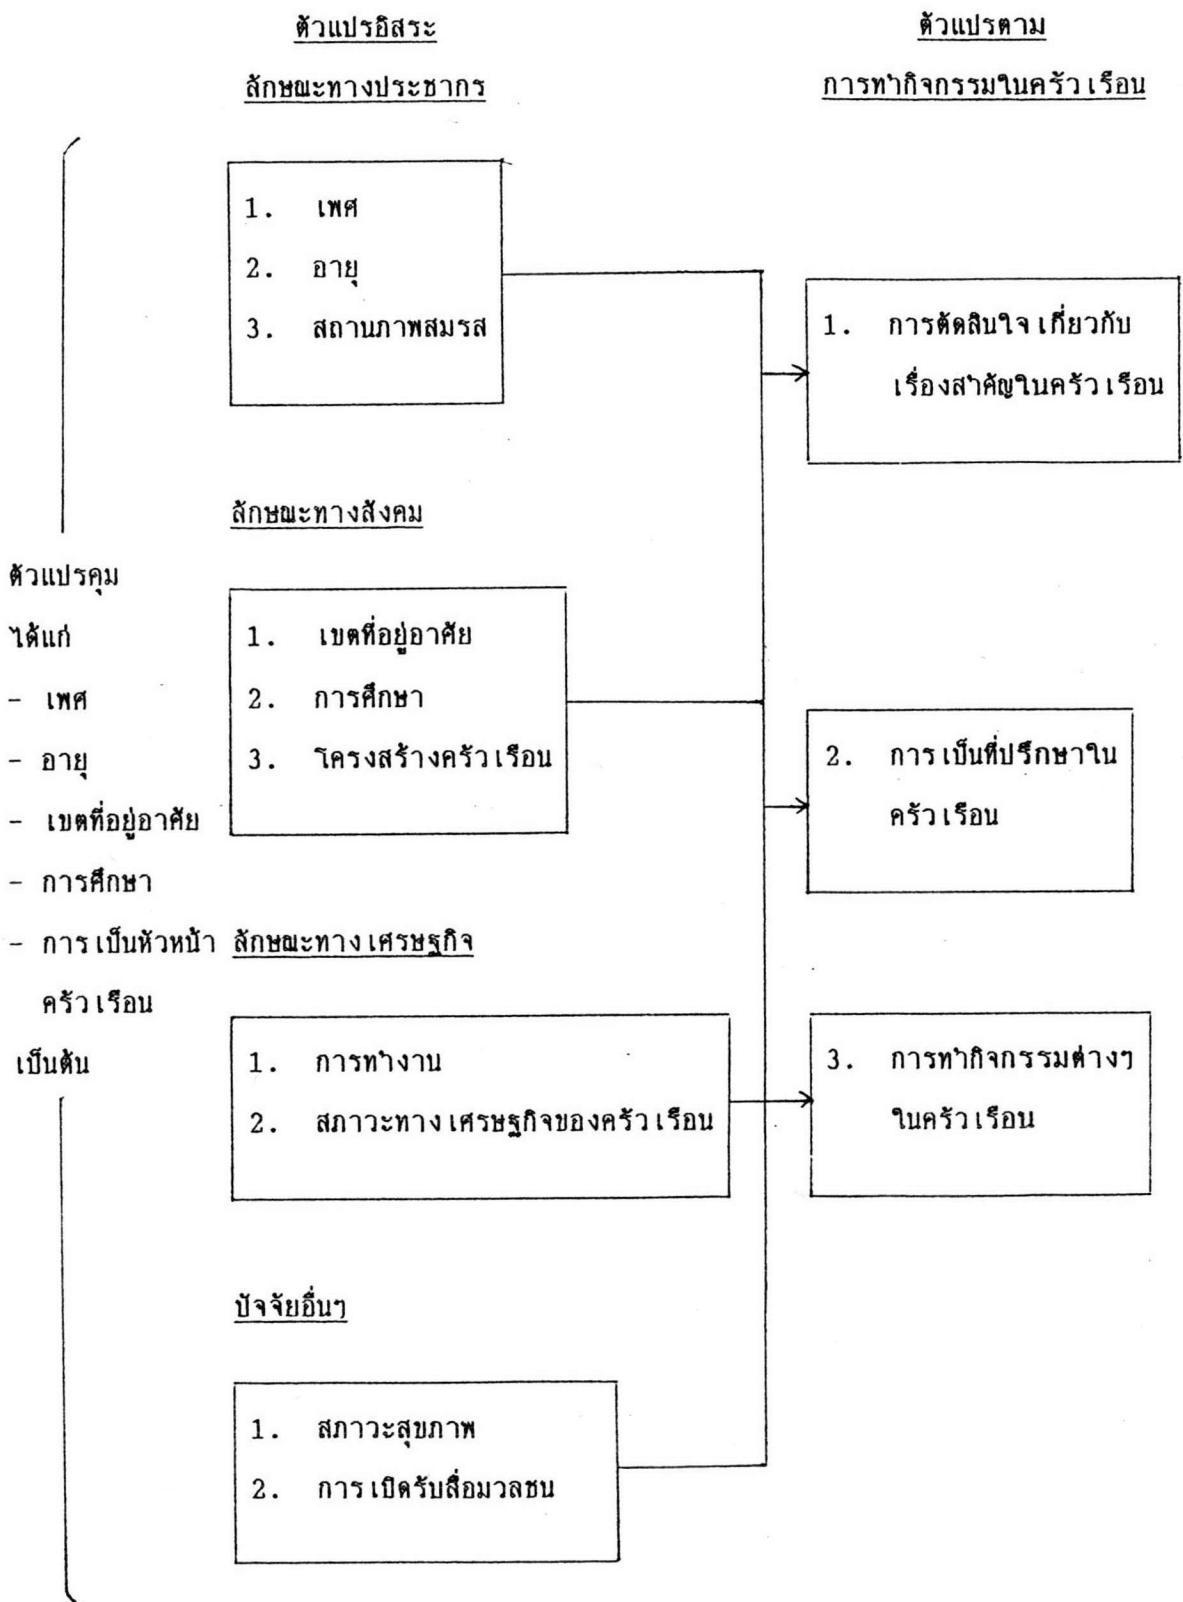 ตัวแปรอิสระ
ลักษณะทางประชากร
1. เพศ
2. อายุ
3. สถานภาพสมรส
ลักษณะทางสังคม
1. เขตที่อยู่อาศัย
2. การศึกษา
3. โครงสร้างครัวเรือน
ลักษณะทางเศรษฐกิจ
1. การทำงาน
2. สภาวะทางเศรษฐกิจของครัวเรือน
ปัจจัยอื่นๆ
1. สภาวะสุขภาพ
2. การเปิดรับสื่อมวลชน
ตัวแปรคุม
ได้แก่
- เพศ
- อายุ
- เขตที่อยู่อาศัย
- การศึกษา
- การเป็นหัวหน้า
ครัวเรือน
เป็นต้น
ตัวแปรตาม
การทำกิจกรรมในครัวเรือน
1. การตัดสินใจเกี่ยวกับ
เรื่องสำคัญในครัวเรือน
2. การเป็นที่ปรึกษาใน
ครัวเรือน
3. การทำกิจกรรมต่างๆ
ในครัวเรือน